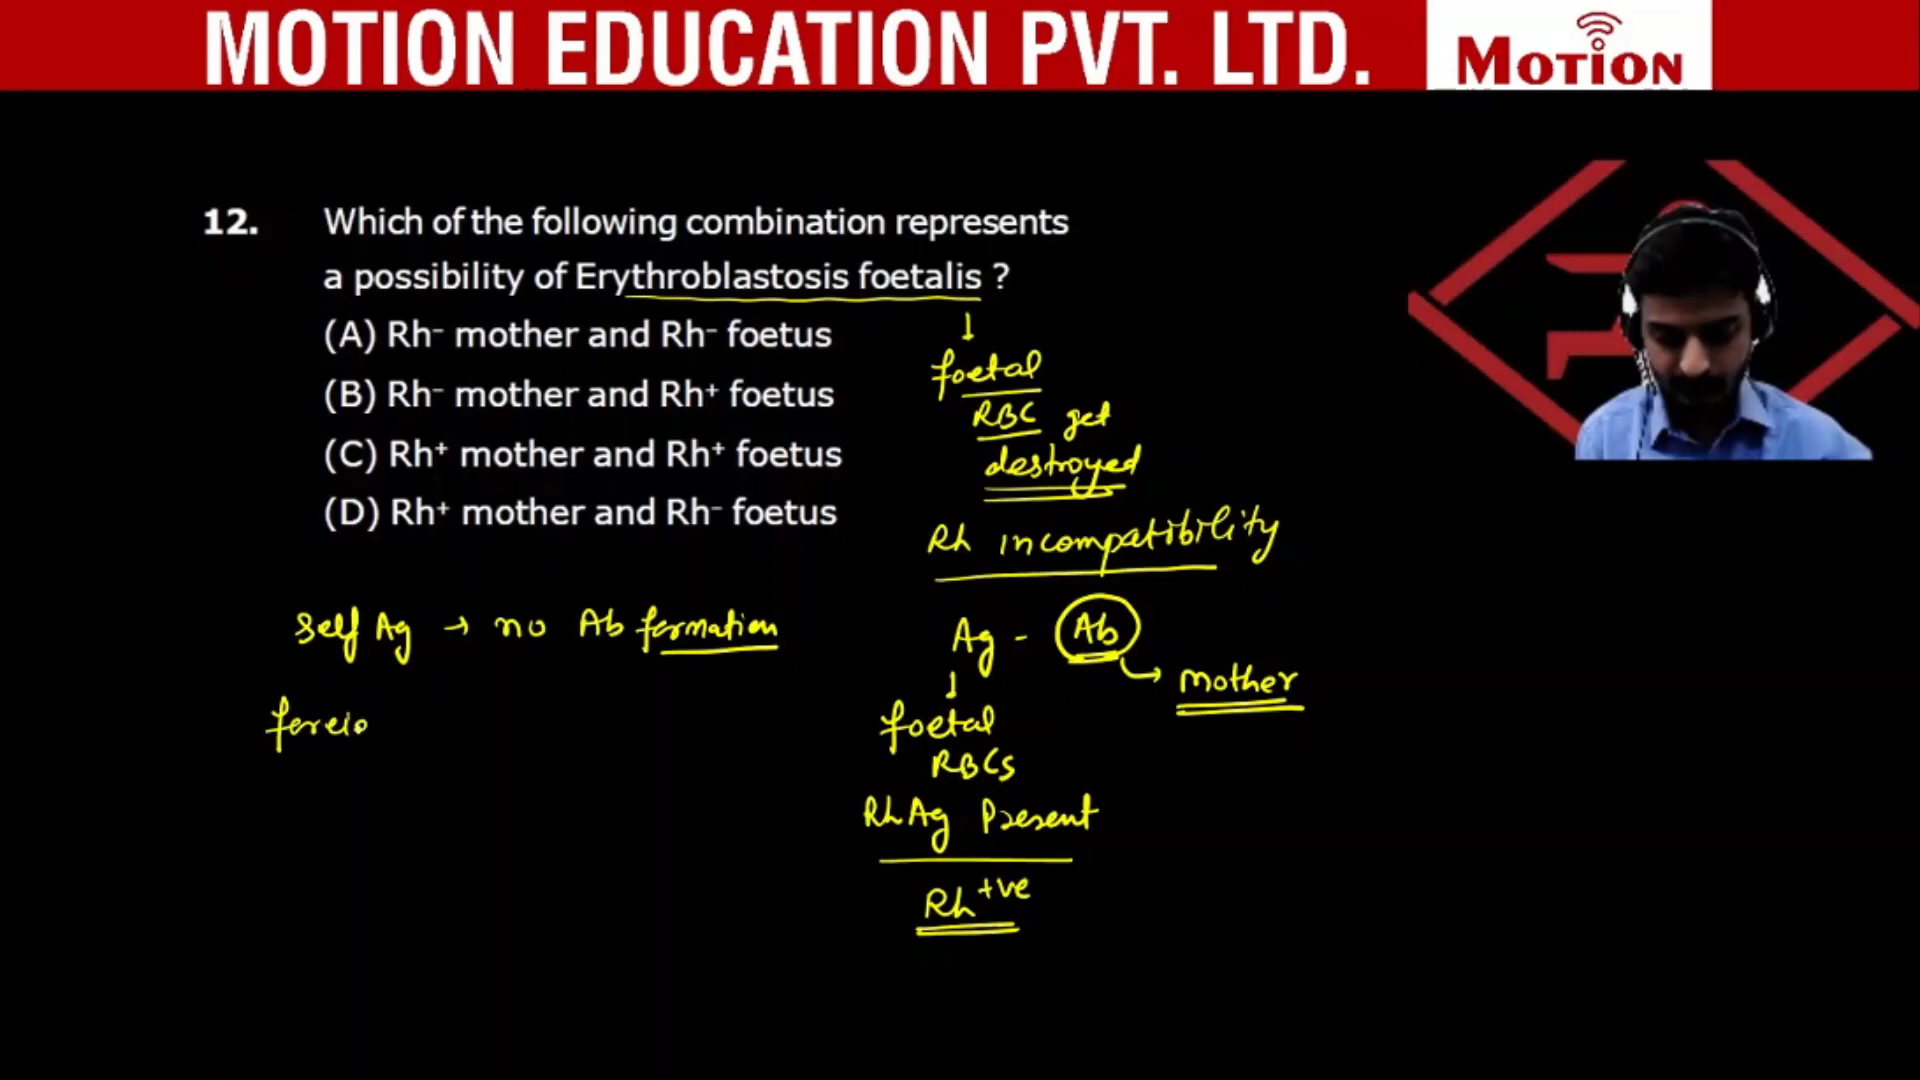 MOTION EDUCATION PVT. LTD.
MOTION
12. Which of the following combination represents
a possibility of Erythroblastosis foetalis ?
(A) Rh⁻ mother and Rh⁻ foetus
(B) Rh⁻ mother and Rh⁺ foetus
(C) Rh⁺ mother and Rh⁺ foetus
(D) Rh⁺ mother and Rh⁻ foetus
foetal
RBC get
destroyed
Rh incompatibility
Self Ag → no Ab formation
Ag - Ab
Mother
foetal
RBCs
Rh Ag Present
Rh +ve
foreig